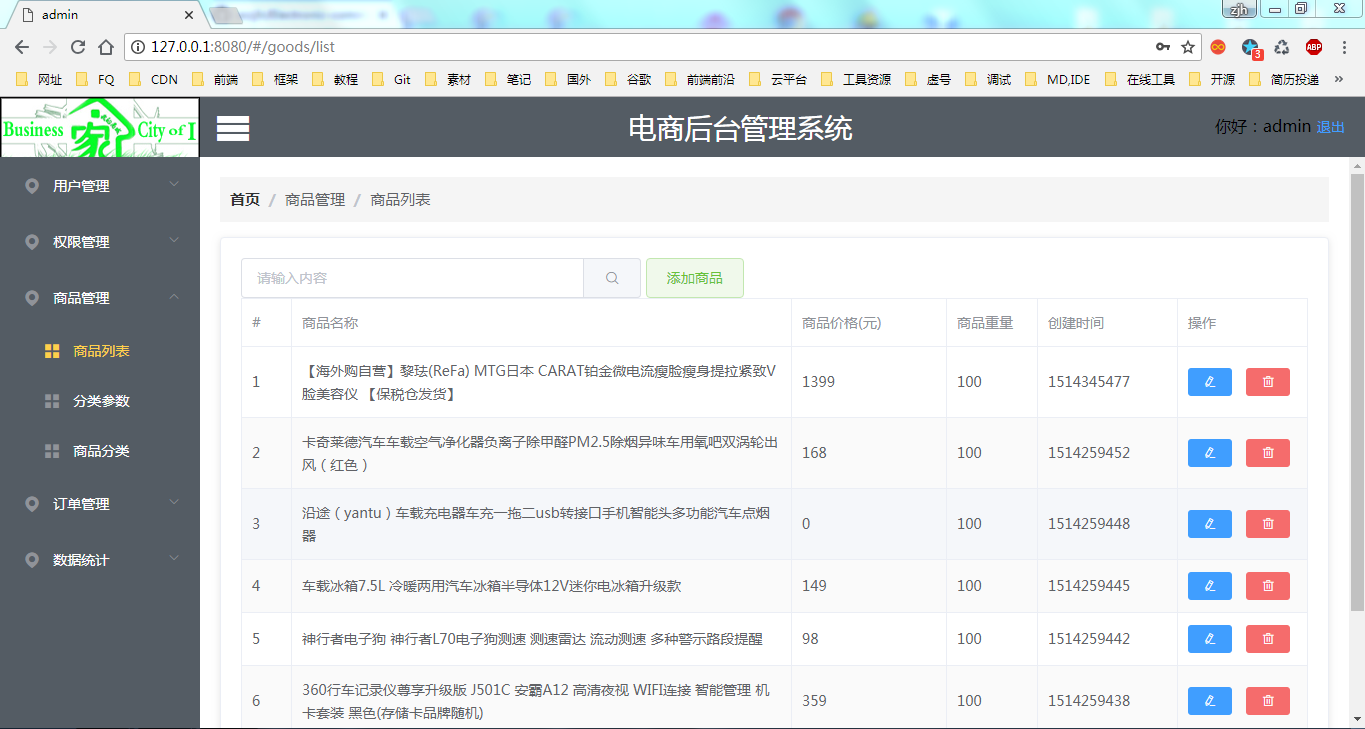 admin
zjh
127.0.0.1:8080/#/goods/list
3
ABP
网址 FQ CDN 前端 框架 教程 Git 素材 笔记 国外 谷歌 前端前沿 云平台 工具资源 虚号 调试 MD,IDE 在线工具 开源 简历投递 »
Business 家 City of I
电商后台管理系统
你好：admin 退出
用户管理
权限管理
商品管理
商品列表
分类参数
商品分类
订单管理
数据统计
首页 / 商品管理 / 商品列表
请输入内容
添加商品
# 商品名称 商品价格(元) 商品重量 创建时间 操作
1 【海外购自营】黎珐(ReFa) MTG日本 CARAT铂金微电流瘦脸瘦身提拉紧致V
脸美容仪 【保税仓发货】 1399 100 1514345477
2 卡奇莱德汽车车载空气净化器负离子除甲醛PM2.5除烟异味车用氧吧双涡轮出
风（红色） 168 100 1514259452
3 沿途（yantu）车载充电器车充一拖二usb转接口手机智能头多功能汽车点烟
器 0 100 1514259448
4 车载冰箱7.5L 冷暖两用汽车冰箱半导体12V迷你电冰箱升级款 149 100 1514259445
5 神行者电子狗 神行者L70电子狗测速 测速雷达 流动测速 多种警示路段提醒 98 100 1514259442
6 360行车记录仪尊享升级版 J501C 安霸A12 高清夜视 WIFI连接 智能管理 机
卡套装 黑色(存储卡品牌随机) 359 100 1514259438